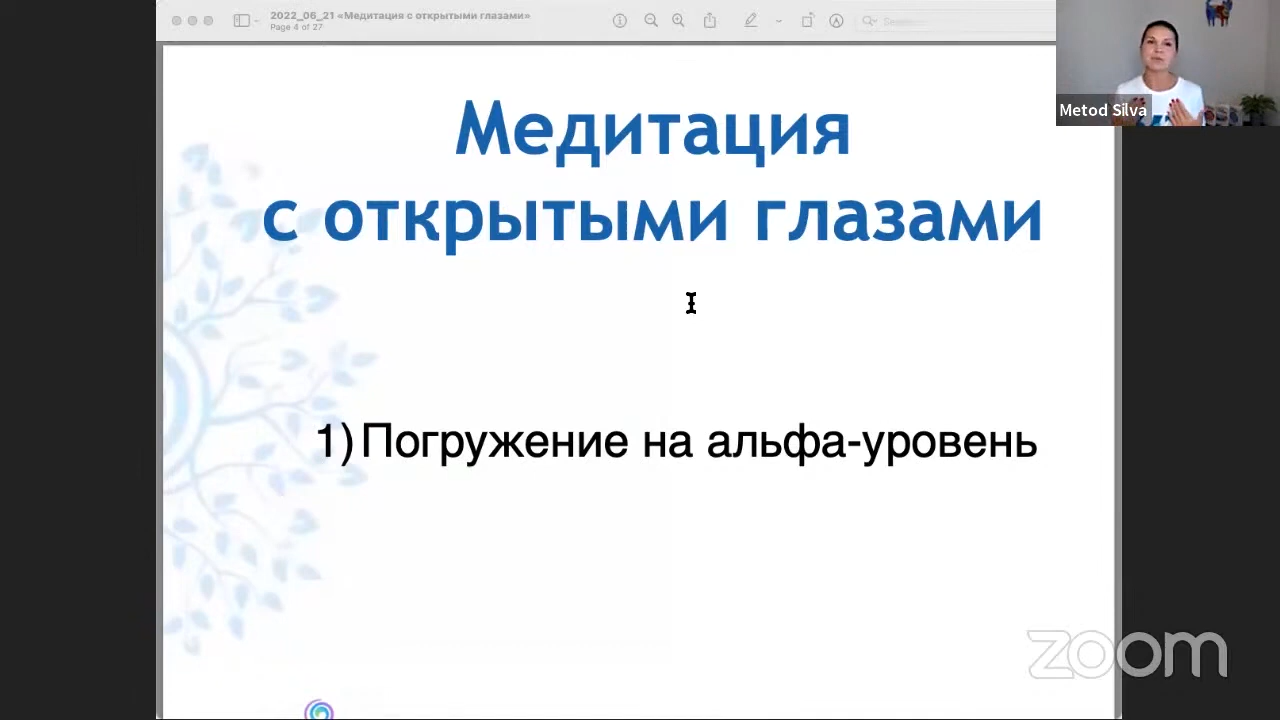 2022_06_21 «Медитация с открытыми глазами»
Page 4 of 27
Search
Metod Silva
Медитация
с открытыми глазами
1) Погружение на альфа-уровень
zoom